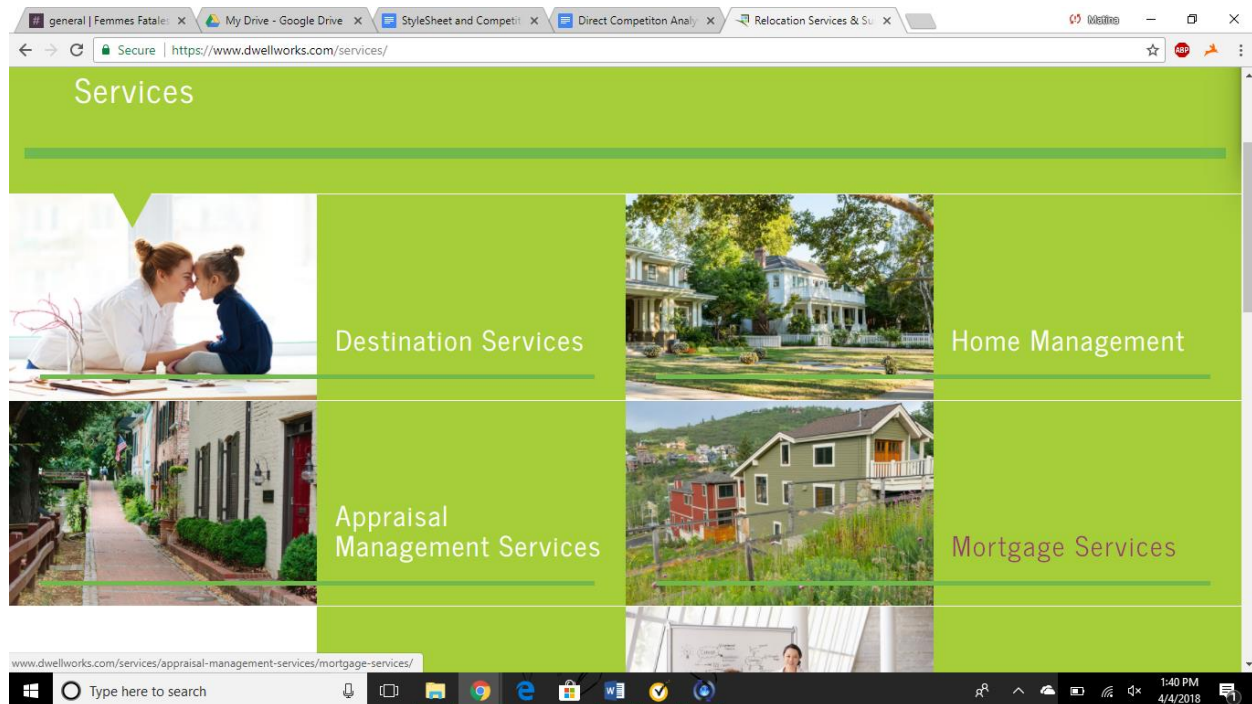 general | Femmes Fatales
My Drive - Google Drive
StyleSheet and Competit
Direct Competiton Analy
Relocation Services & Su
Matina
Secure
https://www.dwellworks.com/services/
ABP
Services
Destination Services
Home Management
Appraisal
Management Services
Mortgage Services
www.dwellworks.com/services/appraisal-management-services/mortgage-services/
Type here to search
1:40 PM
4/4/2018